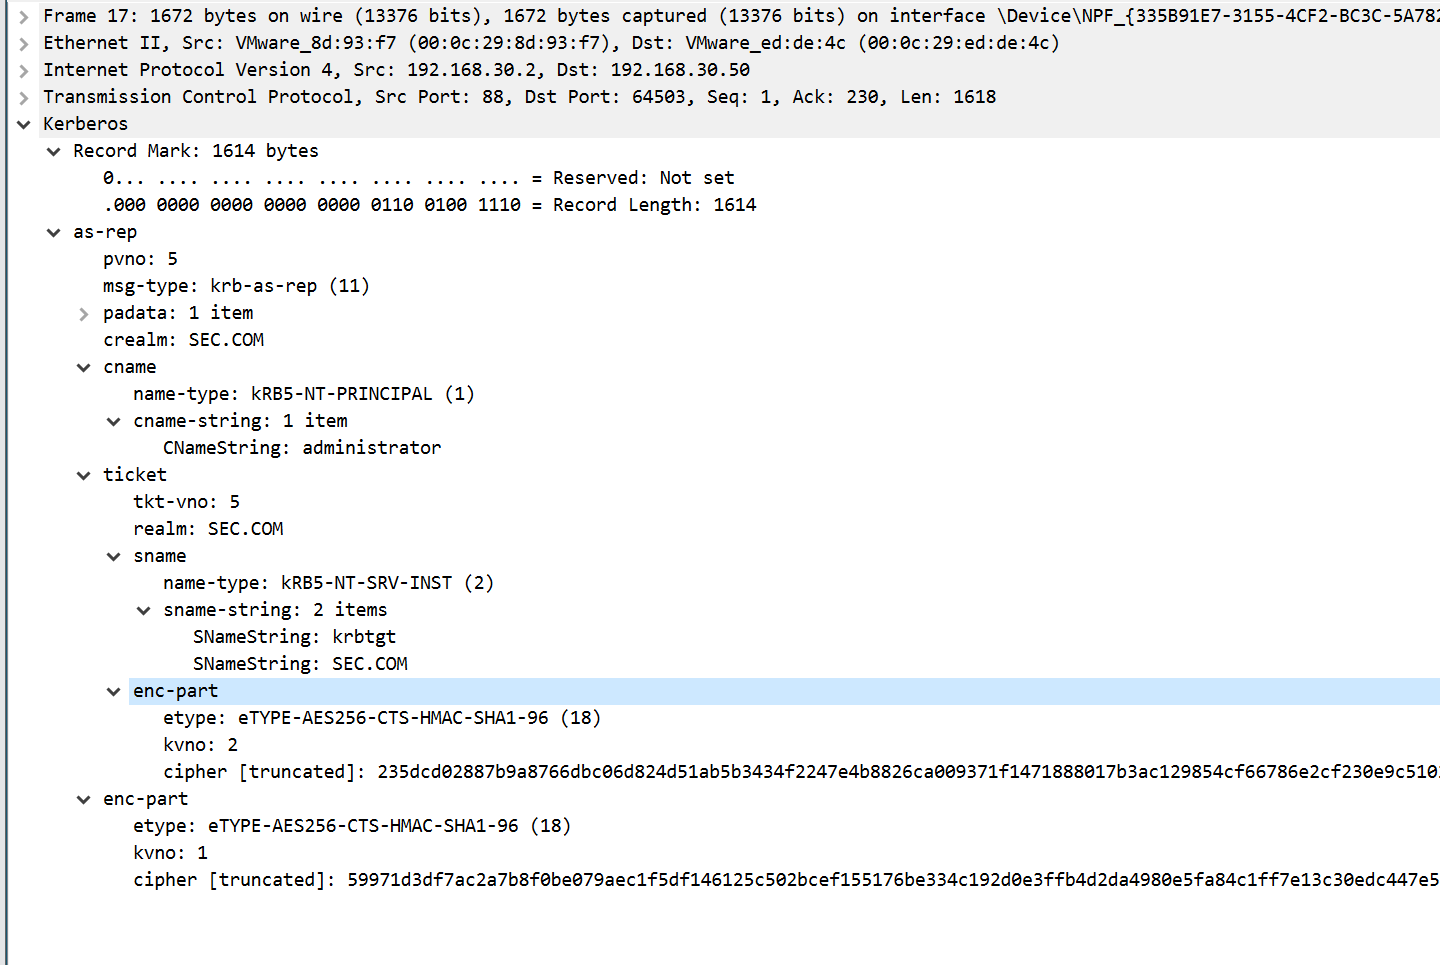 Frame 17: 1672 bytes on wire (13376 bits), 1672 bytes captured (13376 bits) on interface \Device\NPF_{335B91E7-3155-4CF2-BC3C-5A782
Ethernet II, Src: VMware_8d:93:f7 (00:0c:29:8d:93:f7), Dst: VMware_ed:de:4c (00:0c:29:ed:de:4c)
Internet Protocol Version 4, Src: 192.168.30.2, Dst: 192.168.30.50
Transmission Control Protocol, Src Port: 88, Dst Port: 64503, Seq: 1, Ack: 230, Len: 1618
Kerberos
Record Mark: 1614 bytes
0... .... .... .... .... .... .... .... = Reserved: Not set
.000 0000 0000 0000 0000 0110 0100 1110 = Record Length: 1614
as-rep
pvno: 5
msg-type: krb-as-rep (11)
padata: 1 item
crealm: SEC.COM
cname
name-type: kRB5-NT-PRINCIPAL (1)
cname-string: 1 item
CNameString: administrator
ticket
tkt-vno: 5
realm: SEC.COM
sname
name-type: kRB5-NT-SRV-INST (2)
sname-string: 2 items
SNameString: krbtgt
SNameString: SEC.COM
enc-part
etype: eTYPE-AES256-CTS-HMAC-SHA1-96 (18)
kvno: 2
cipher [truncated]: 235dcd02887b9a8766dbc06d824d51ab5b3434f2247e4b8826ca009371f1471888017b3ac129854cf66786e2cf230e9c510
enc-part
etype: eTYPE-AES256-CTS-HMAC-SHA1-96 (18)
kvno: 1
cipher [truncated]: 59971d3df7ac2a7b8f0be079aec1f5df146125c502bcef155176be334c192d0e3ffb4d2da4980e5fa84c1ff7e13c30edc447e5